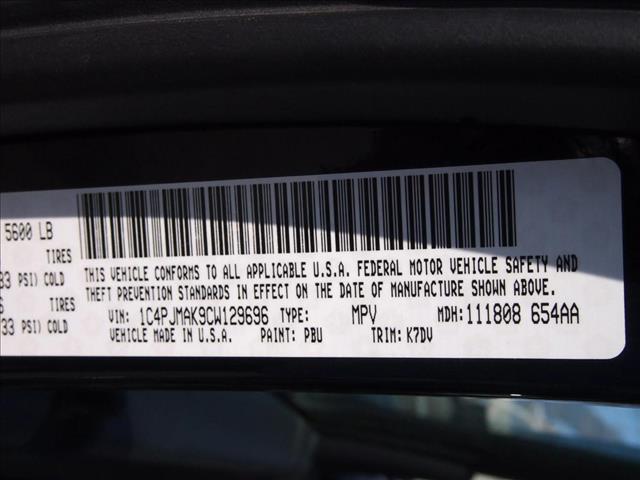 5600 LB
TIRES
33 PSI) COLD
TIRES
33 PSI) COLD
THIS VEHICLE CONFORMS TO ALL APPLICABLE U.S.A. FEDERAL MOTOR VEHICLE SAFETY AND
THEFT PREVENTION STANDARDS IN EFFECT ON THE DATE OF MANUFACTURE SHOWN ABOVE.
VIN: 1C4PJMAK9CW129696 TYPE: MPV MDH: 111808 654AA
VEHICLE MADE IN U.S.A. PAINT: PBU TRIM: K7DV